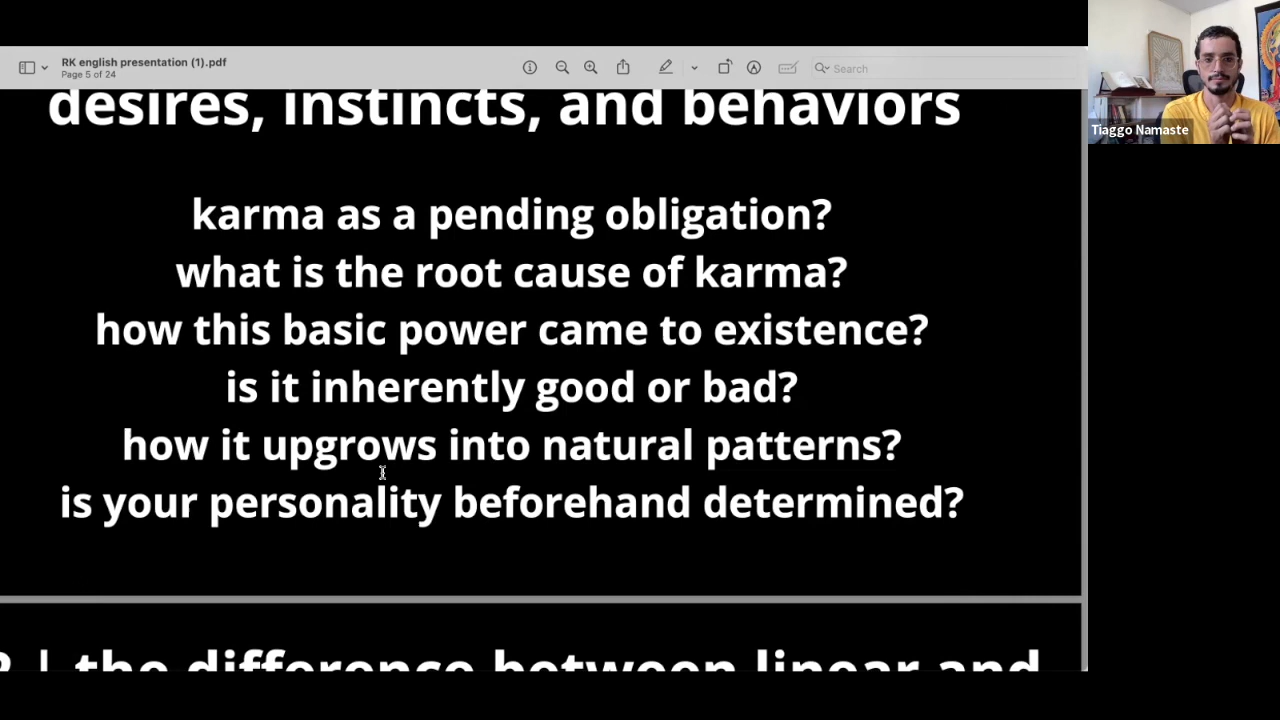 RK english presentation (1).pdf
Page 5 of 24
Search
Tiaggo Namaste
desires, instincts, and behaviors
karma as a pending obligation?
what is the root cause of karma?
how this basic power came to existence?
is it inherently good or bad?
how it upgrows into natural patterns?
is your personality beforehand determined?
| the difference between linear and